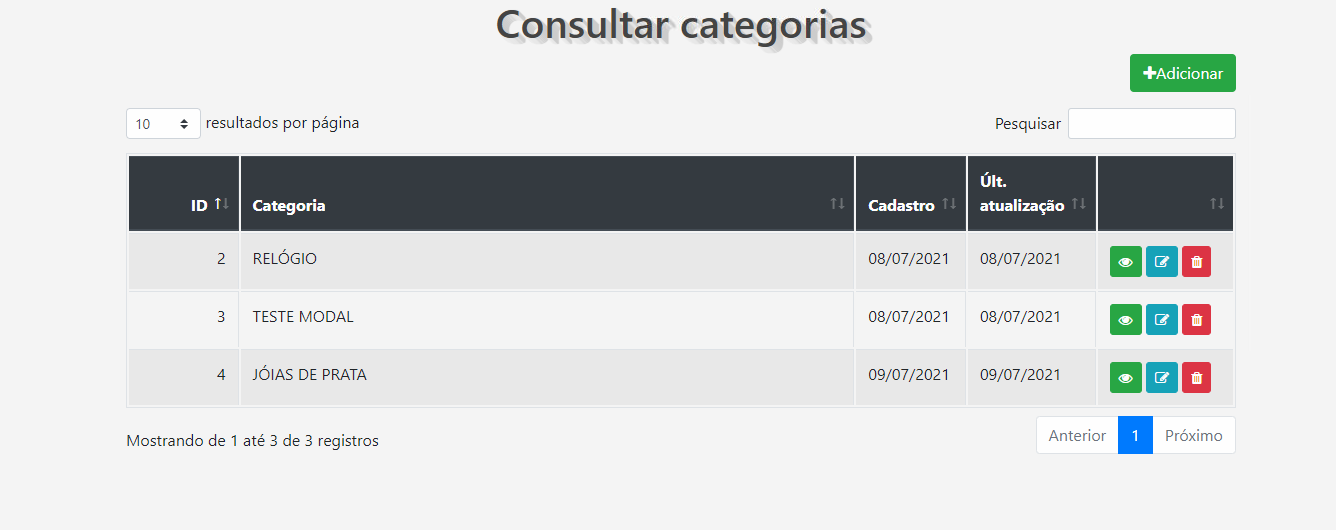 Consultar categorias
Adicionar
10 resultados por página
Pesquisar
ID Categoria Cadastro Últ. atualização
2 RELÓGIO 08/07/2021 08/07/2021
3 TESTE MODAL 08/07/2021 08/07/2021
4 JÓIAS DE PRATA 09/07/2021 09/07/2021
Mostrando de 1 até 3 de 3 registros
Anterior 1 Próximo